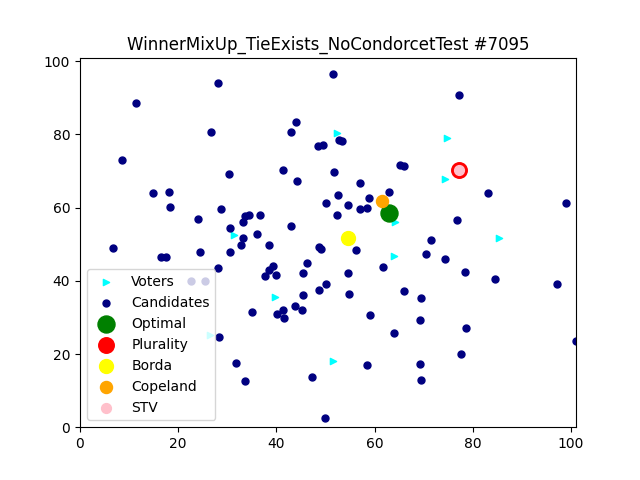 WinnerMixUp_TieExists_NoCondorcetTest #7095
100
80
60
40
20
0
Voters
Candidates
Optimal
Plurality
Borda
Copeland
STV
0 20 40 60 80 100